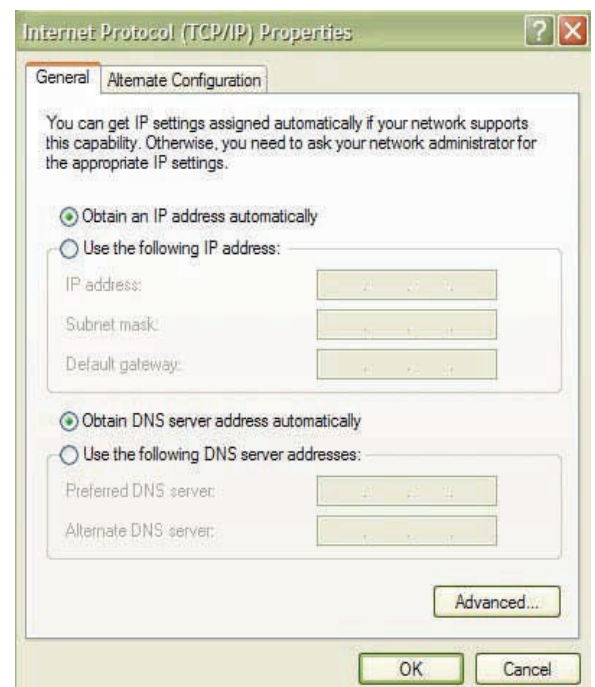 Internet Protocol (TCP/IP) Properties
General
Alternate Configuration
You can get IP settings assigned automatically if your network supports
this capability. Otherwise, you need to ask your network administrator for
the appropriate IP settings.
Obtain an IP address automatically
Use the following IP address:
IP address:
Subnet mask:
Default gateway:
Obtain DNS server address automatically
Use the following DNS server addresses:
Preferred DNS server:
Alternate DNS server:
Advanced...
OK
Cancel